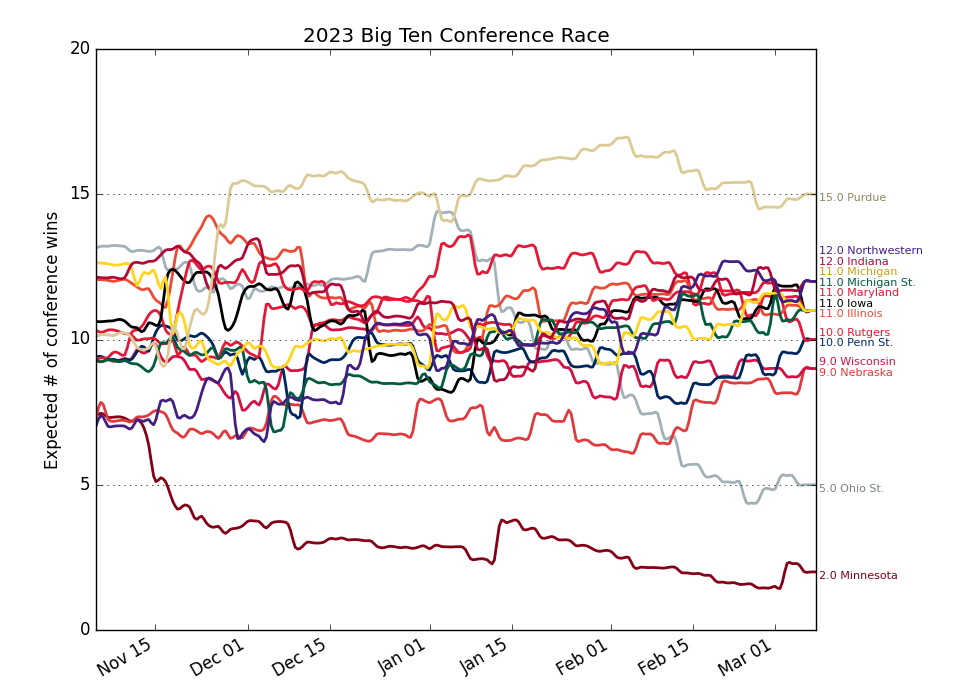 2023 Big Ten Conference Race
Expected # of conference wins
20
15
10
5
0
15.0 Purdue
12.0 Northwestern
12.0 Indiana
11.0 Michigan
11.0 Michigan St.
11.0 Maryland
11.0 Iowa
11.0 Illinois
10.0 Rutgers
10.0 Penn St.
9.0 Wisconsin
9.0 Nebraska
5.0 Ohio St.
2.0 Minnesota
Nov 15
Dec 01
Dec 15
Jan 01
Jan 15
Feb 01
Feb 15
Mar 01